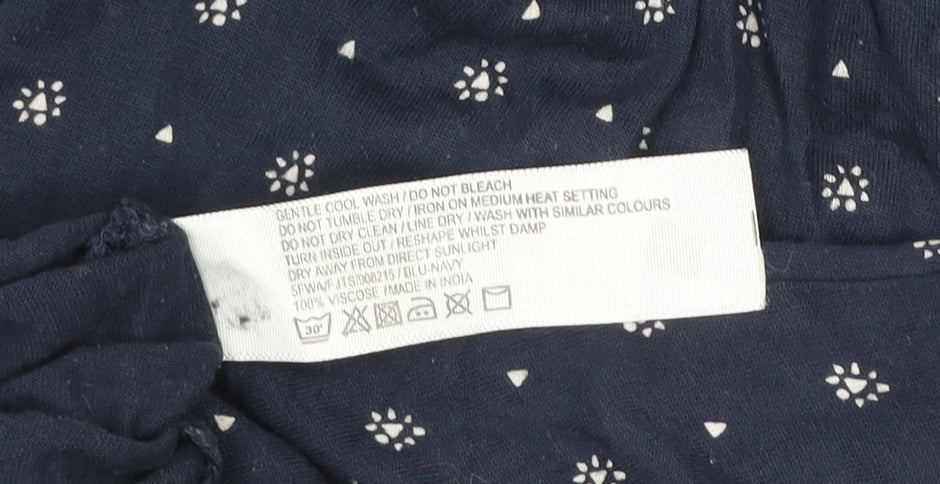 GENTLE COOL WASH / DO NOT BLEACH
DO NOT TUMBLE DRY / IRON ON MEDIUM HEAT SETTING
DO NOT DRY CLEAN / LINE DRY / WASH WITH SIMILAR COLOURS
TURN INSIDE OUT / RESHAPE WHILST DAMP
DRY AWAY FROM DIRECT SUNLIGHT
/ BLU-NAVY
100% VISCOSE / MADE IN INDIA
30°